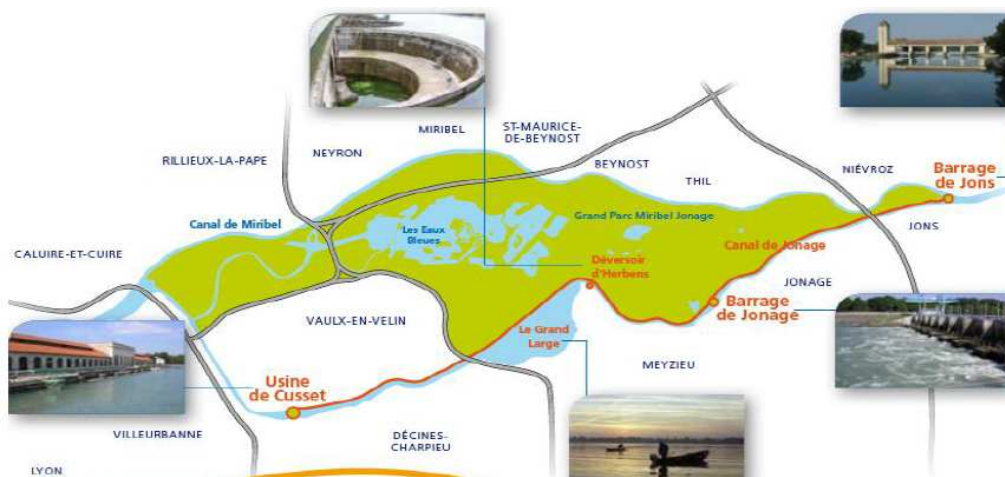 MIRIBEL
ST-MAURICE-
DE-BEYNOST
NEYRON
RILLIEUX-LA-PAPE
BEYNOST
THIL
NIÉVROZ
Barrage
de Jons
Canal de Miribel
Les Eaux
Bleues
Grand Parc Miribel Jonage
JONS
CALUIRE-ET-CUIRE
Canal de Jonage
Déversoir
d'Herbens
JONAGE
Barrage
de Jonage
VAULX-EN-VELIN
Le Grand
Large
MEYZIEU
Usine
de Cusset
VILLEURBANNE
DÉCINES-
CHARPIEU
LYON